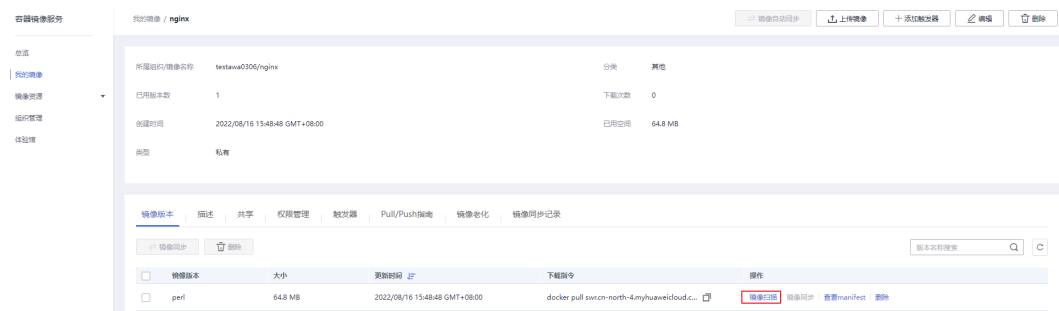 容器镜像服务
总览
我的镜像
镜像资源
组织管理
体验馆
我的镜像 / nginx
镜像自动同步 上传镜像 添加触发器 编辑 删除
所属组织/镜像名称 testawa0306/nginx 分类 其他
已用版本数 1 下载次数 0
创建时间 2022/08/16 15:48:48 GMT+08:00 已用空间 64.8 MB
类型 私有
镜像版本 描述 共享 权限管理 触发器 Pull/Push指南 镜像老化 镜像同步记录
镜像同步 删除 版本名称搜索
镜像版本 大小 更新时间 下载指令 操作
perl 64.8 MB 2022/08/16 15:48:48 GMT+08:00 docker pull swr.cn-north-4.myhuaweicloud.c... 镜像扫描 镜像同步 查看manifest 删除